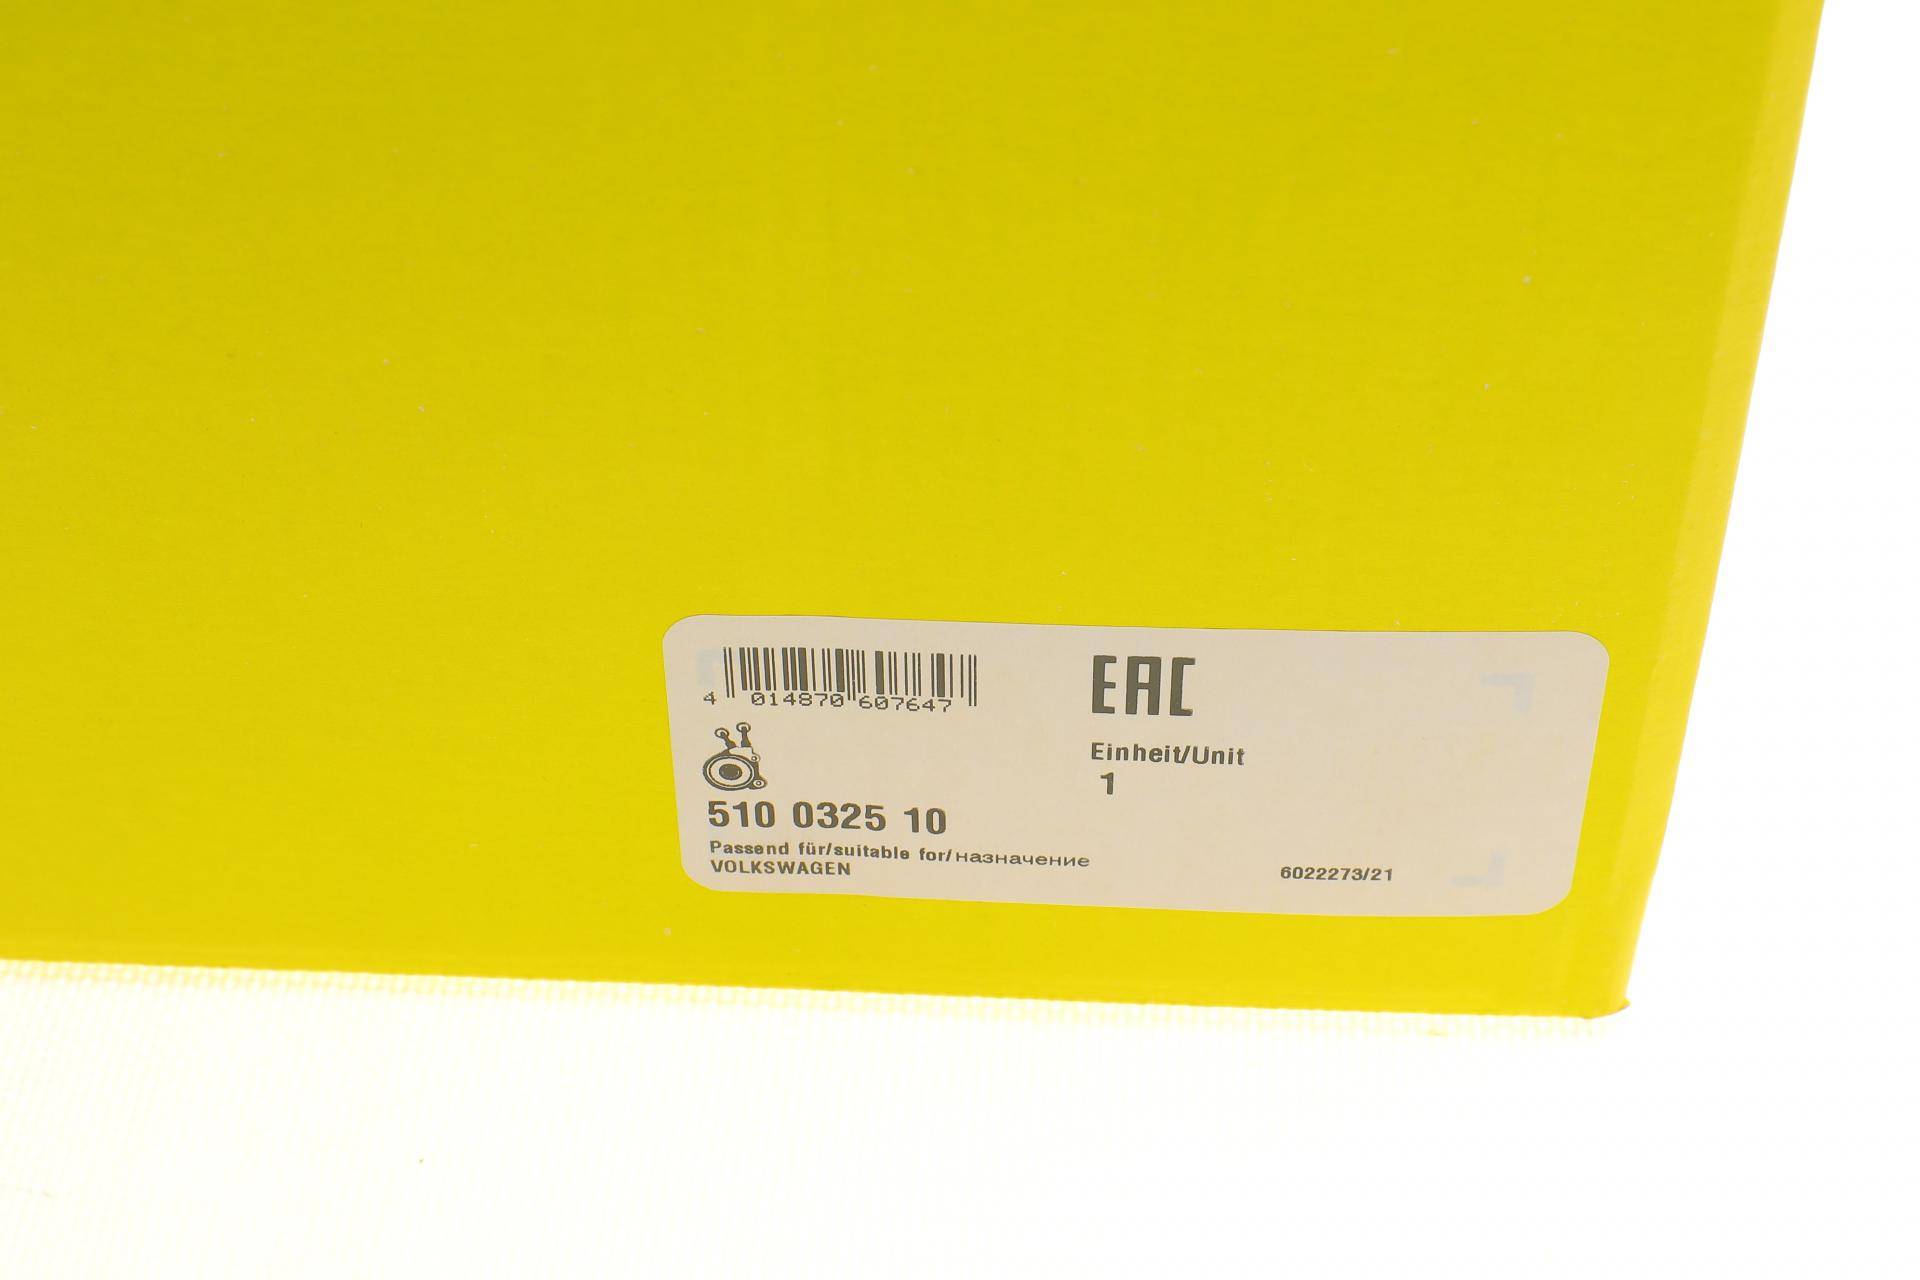 4 014870 607647
EAC
Einheit/Unit
1
510 0325 10
Passend für/suitable for/назначение
VOLKSWAGEN
6022273/21